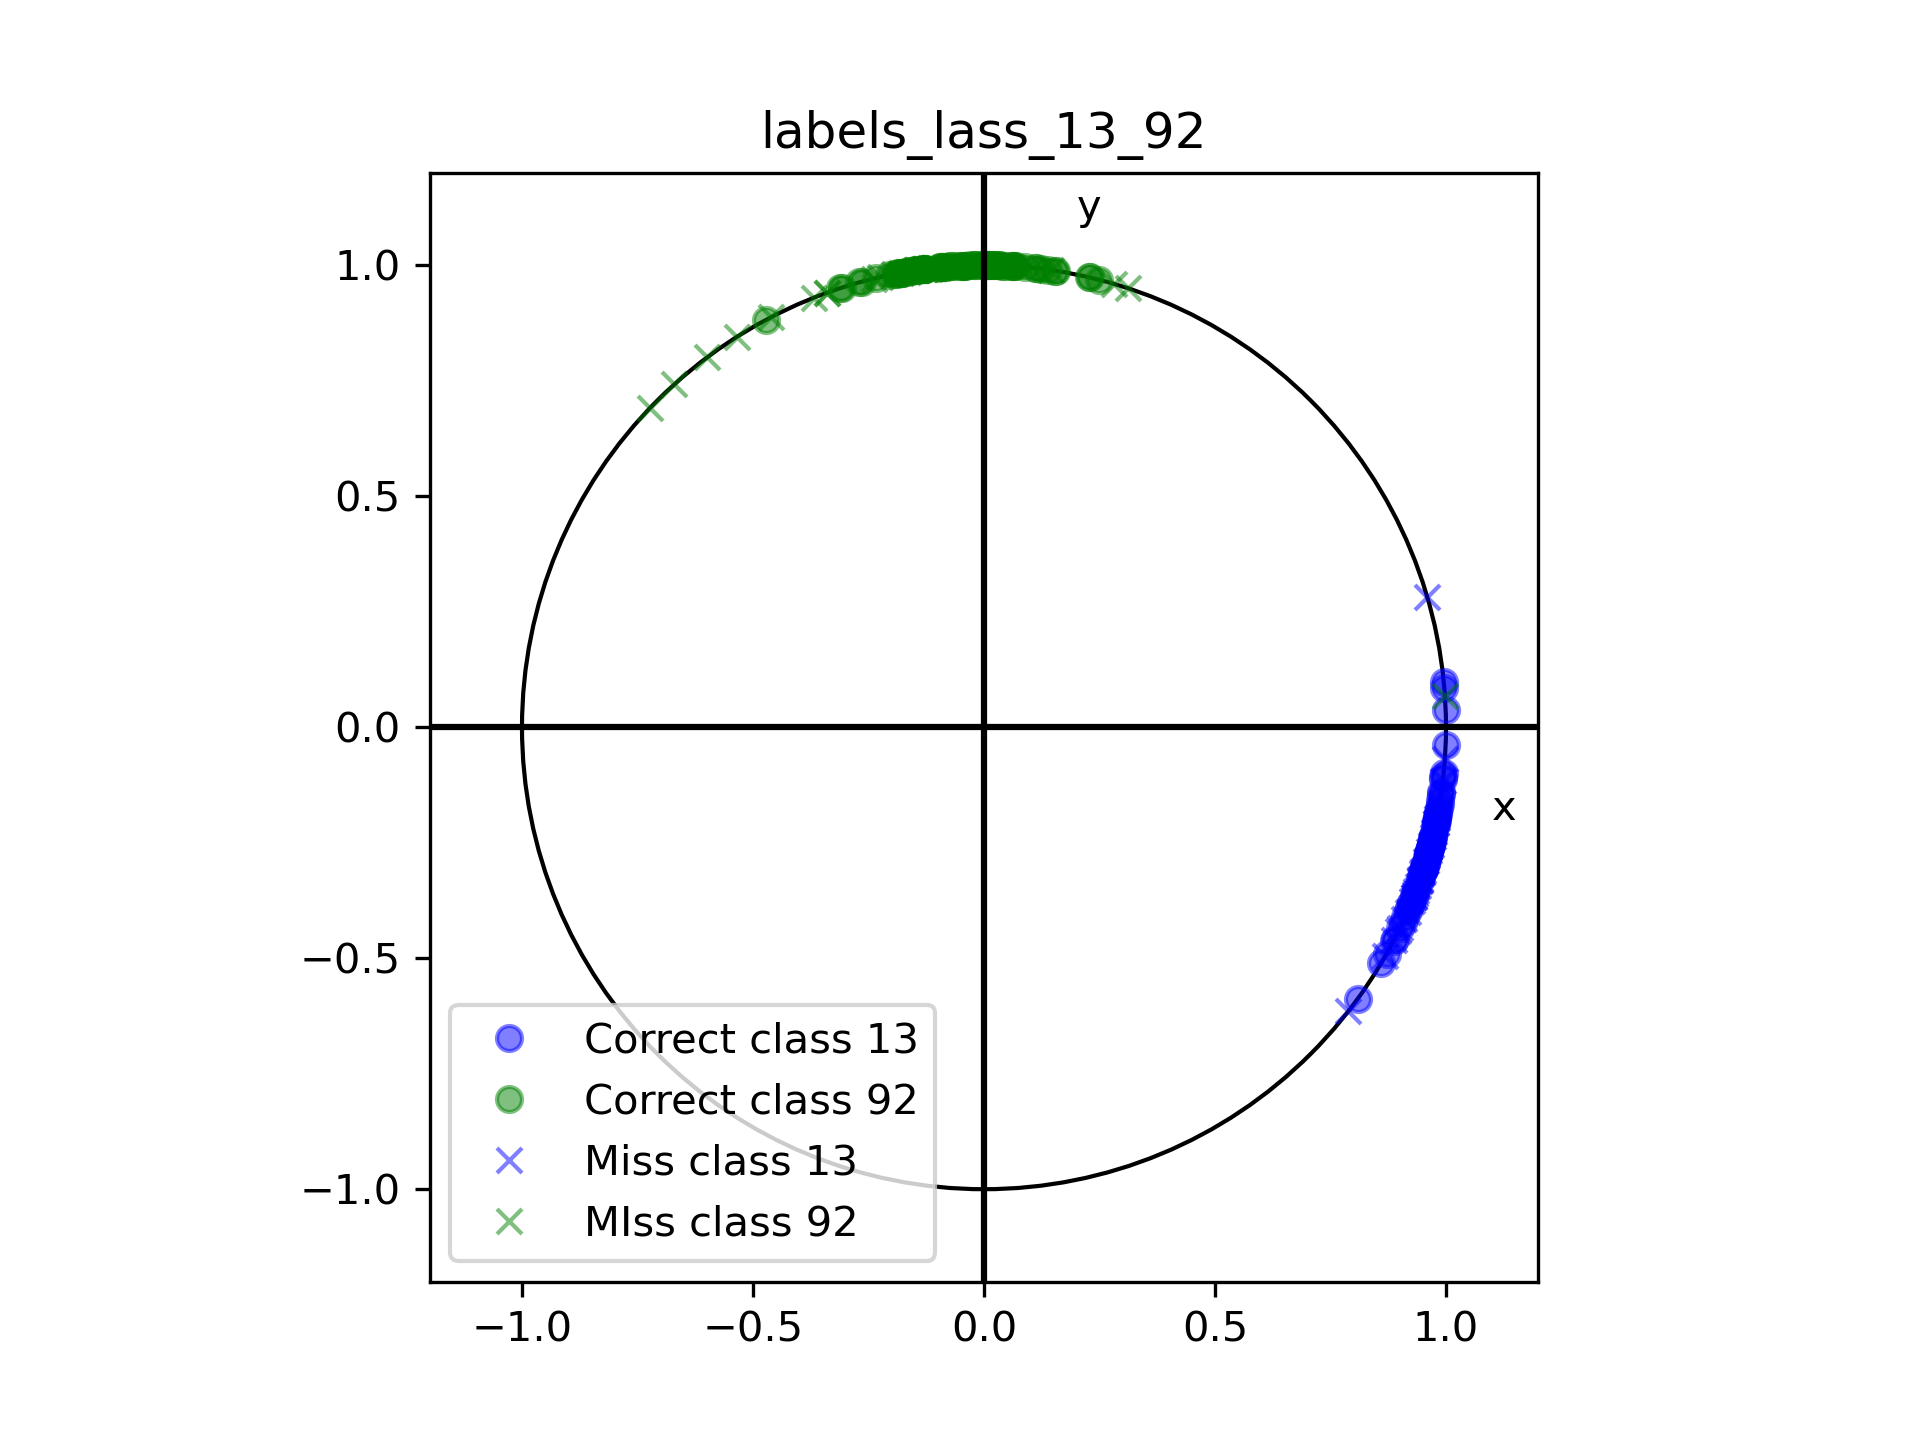 labels_lass_13_92
y
1.0
0.5
0.0
x
−0.5
−1.0
Correct class 13
Correct class 92
Miss class 13
MIss class 92
−1.0 −0.5 0.0 0.5 1.0